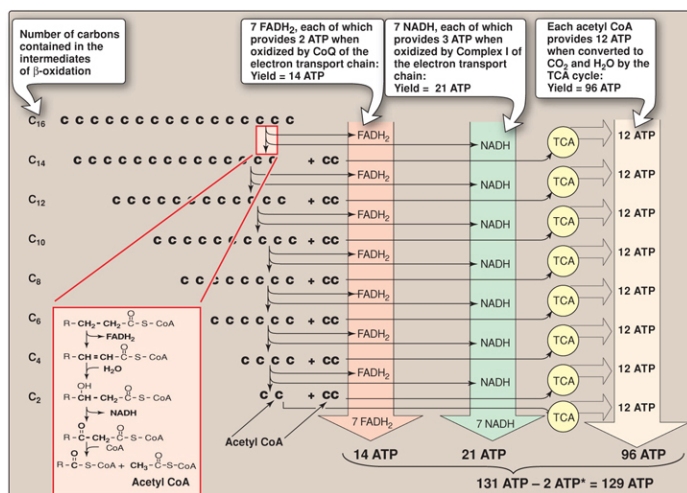 Number of carbons
contained in the
intermediates
of β-oxidation
7 FADH₂, each of which
provides 2 ATP when
oxidized by CoQ of the
electron transport chain:
Yield = 14 ATP
7 NADH, each of which
provides 3 ATP when
oxidized by Complex I of
the electron transport
chain:
Yield = 21 ATP
Each acetyl CoA
provides 12 ATP
when converted to
CO₂ and H₂O by the
TCA cycle:
Yield = 96 ATP
C₁₆ C C C C C C C C C C C C C C C C
FADH₂
NADH
TCA
12 ATP
C₁₄ C C C C C C C C C C C C C C + CC
FADH₂
NADH
TCA
12 ATP
C₁₂ C C C C C C C C C C C C + CC
FADH₂
NADH
TCA
12 ATP
C₁₀ C C C C C C C C C C + CC
FADH₂
NADH
TCA
12 ATP
C₈ C C C C C C C C + CC
FADH₂
NADH
TCA
12 ATP
C₆ C C C C C C + CC
FADH₂
NADH
TCA
12 ATP
C₄ C C C C + CC
FADH₂
NADH
TCA
12 ATP
C₂ C C + CC
TCA
12 ATP
Acetyl CoA
7 FADH₂
7 NADH
14 ATP
21 ATP
96 ATP
131 ATP – 2 ATP* = 129 ATP
O
R–CH₂–CH₂–C–S–CoA
FADH₂
O
R–CH=CH–C–S–CoA
H₂O
OH O
R–CH–CH₂–C–S–CoA
NADH
O O
R–C–CH₂–C–S–CoA
CoA
O O
R–C–S–CoA + CH₃–C–S–CoA
Acetyl CoA